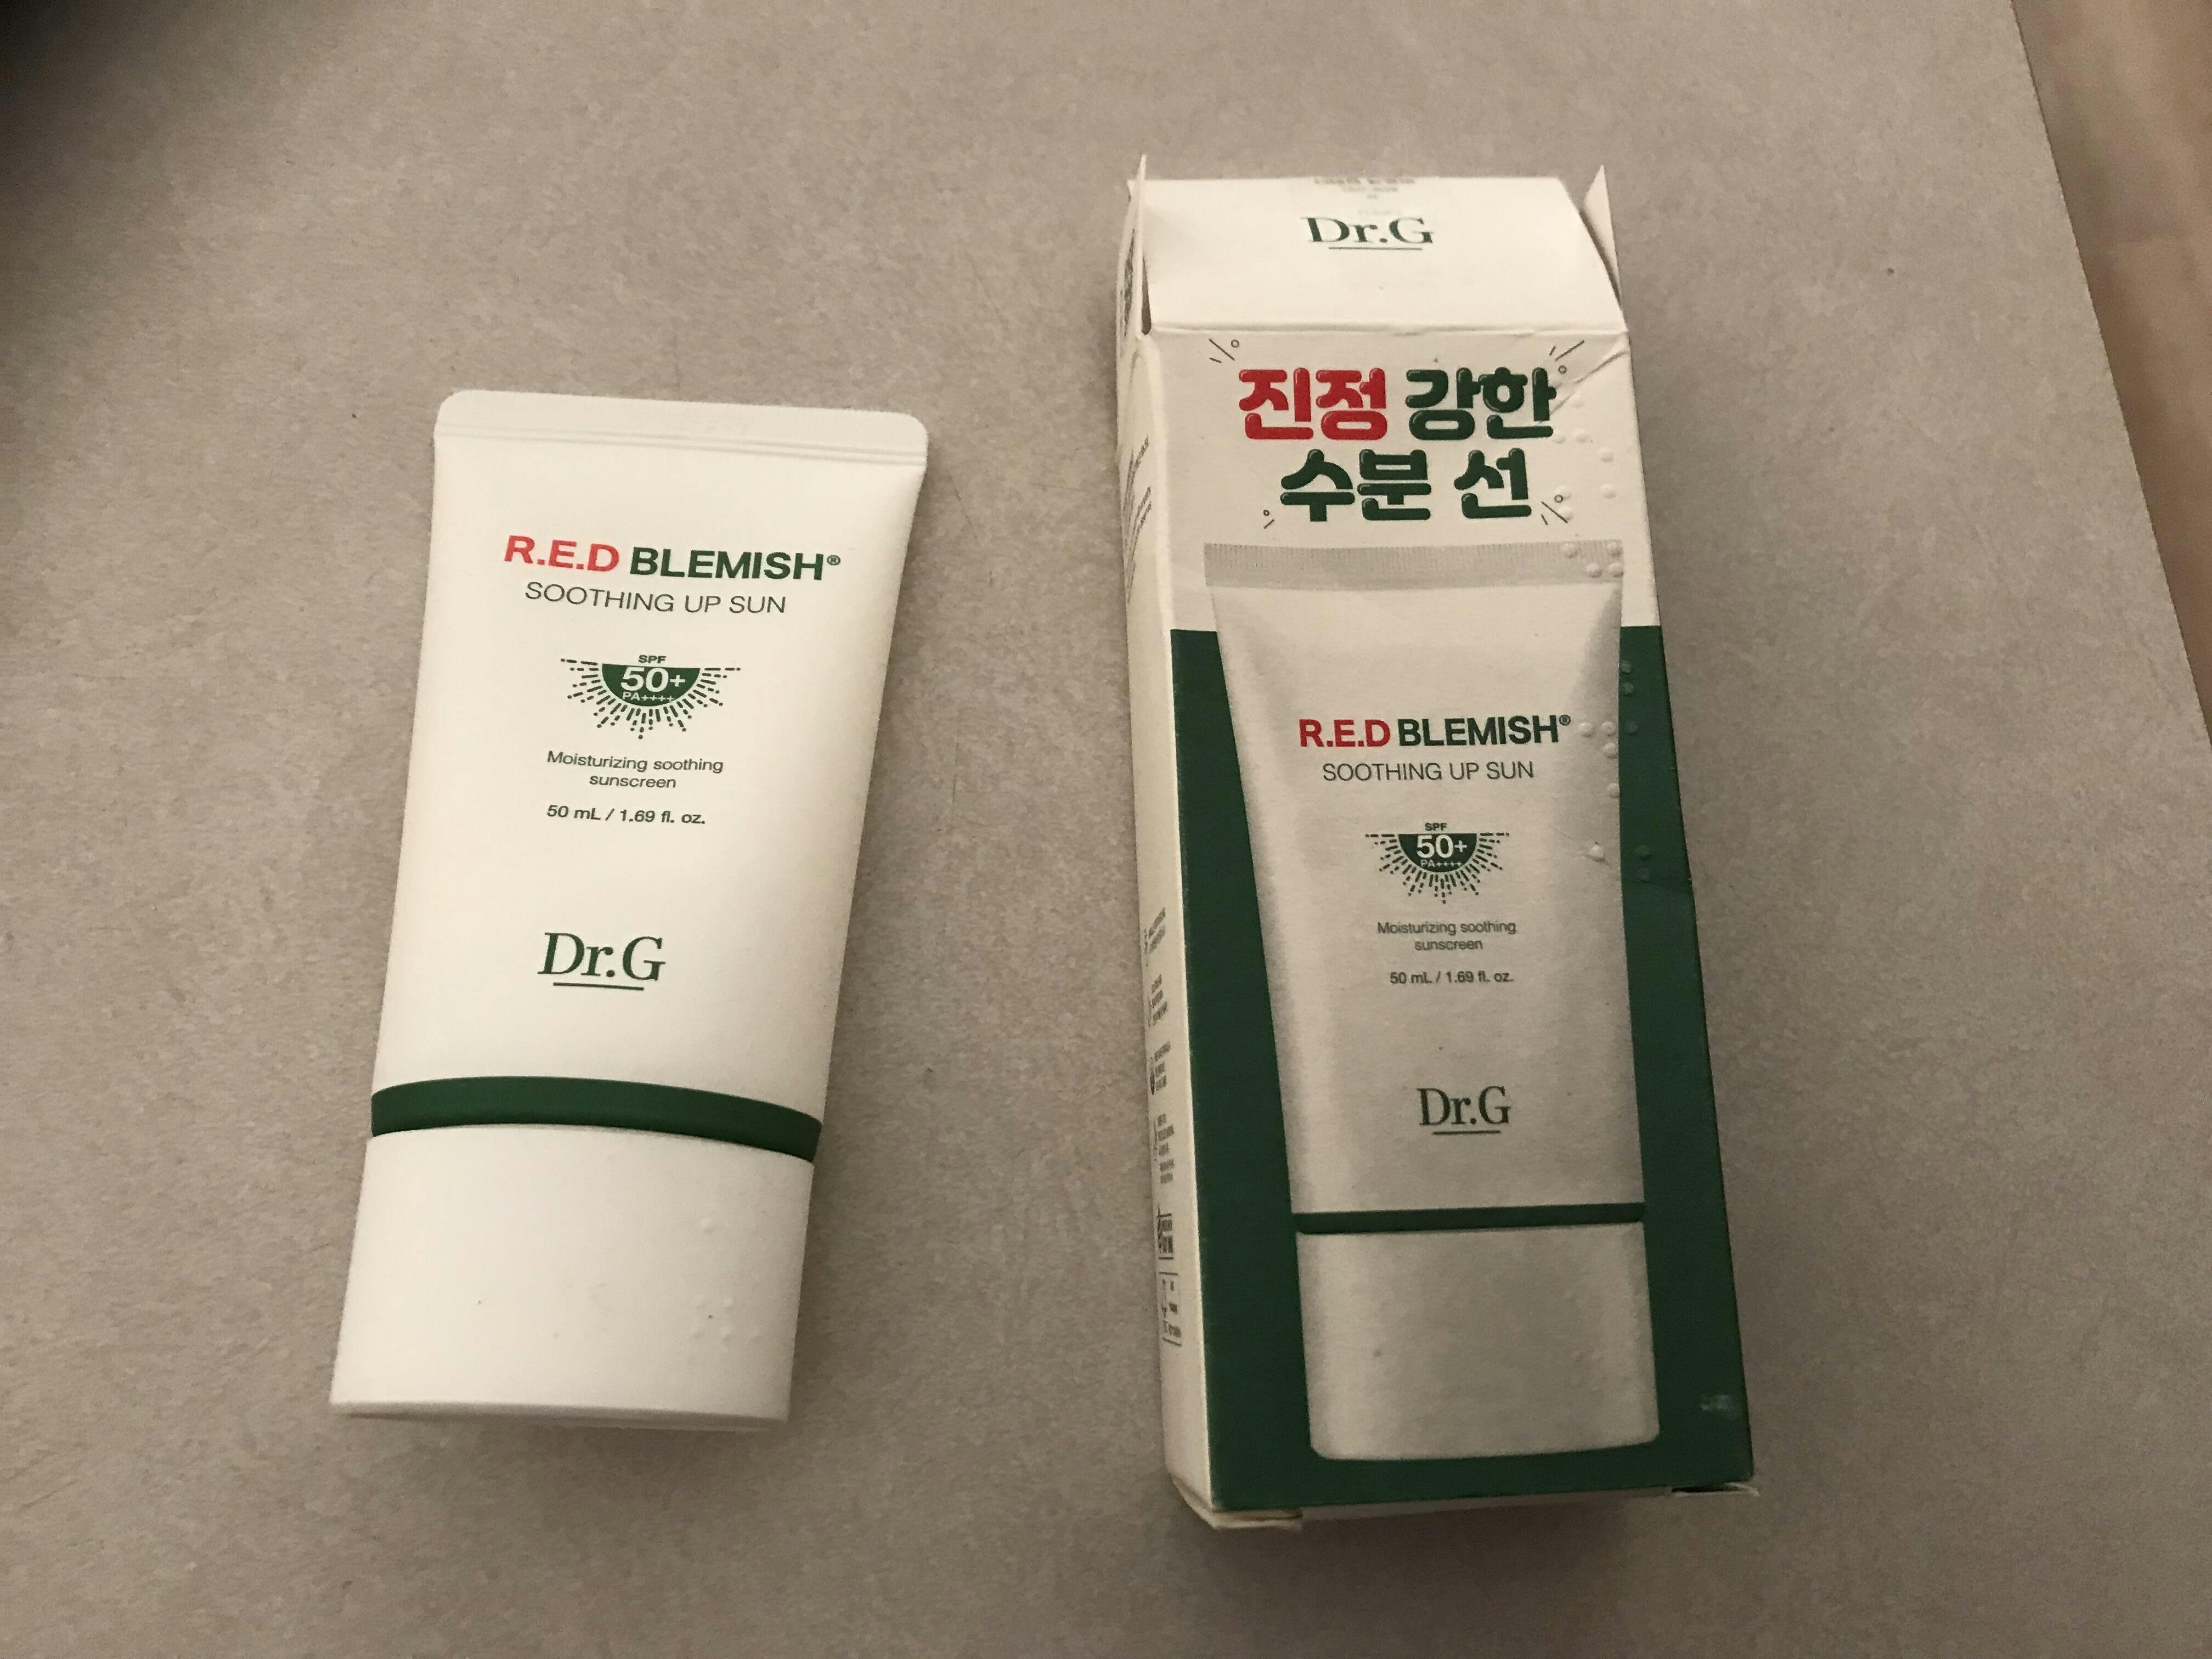 R.E.D BLEMISH®
SOOTHING UP SUN
SPF
50+
PA++++
Moisturizing soothing
sunscreen
50 mL / 1.69 fl. oz.
Dr.G
Dr.G
진정 강한
수분 선
R.E.D BLEMISH®
SOOTHING UP SUN
SPF
50+
PA++++
Moisturizing soothing
sunscreen
50 mL / 1.69 fl. oz.
Dr.G